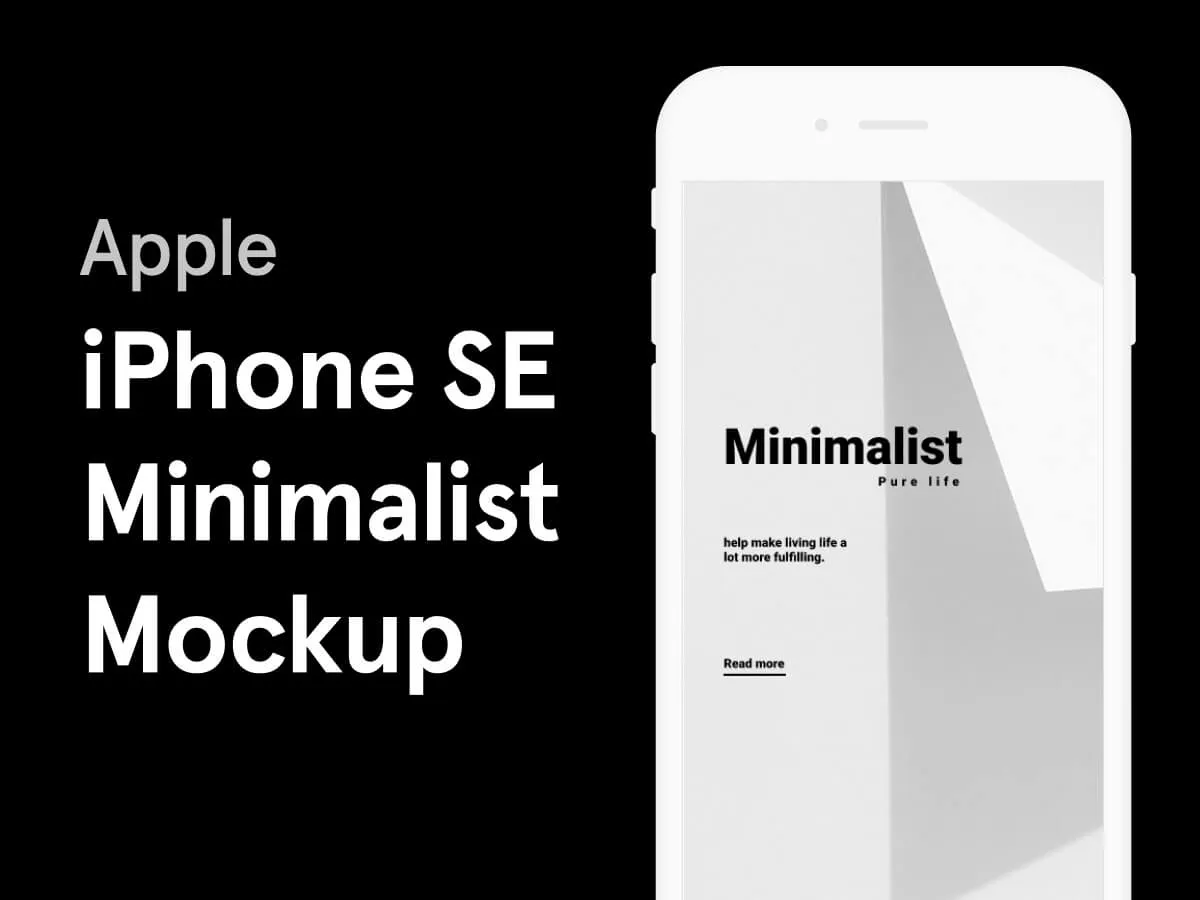 Apple
iPhone SE
Minimalist
Mockup
Minimalist
Pure life
help make living life a
lot more fulfilling.
Read more